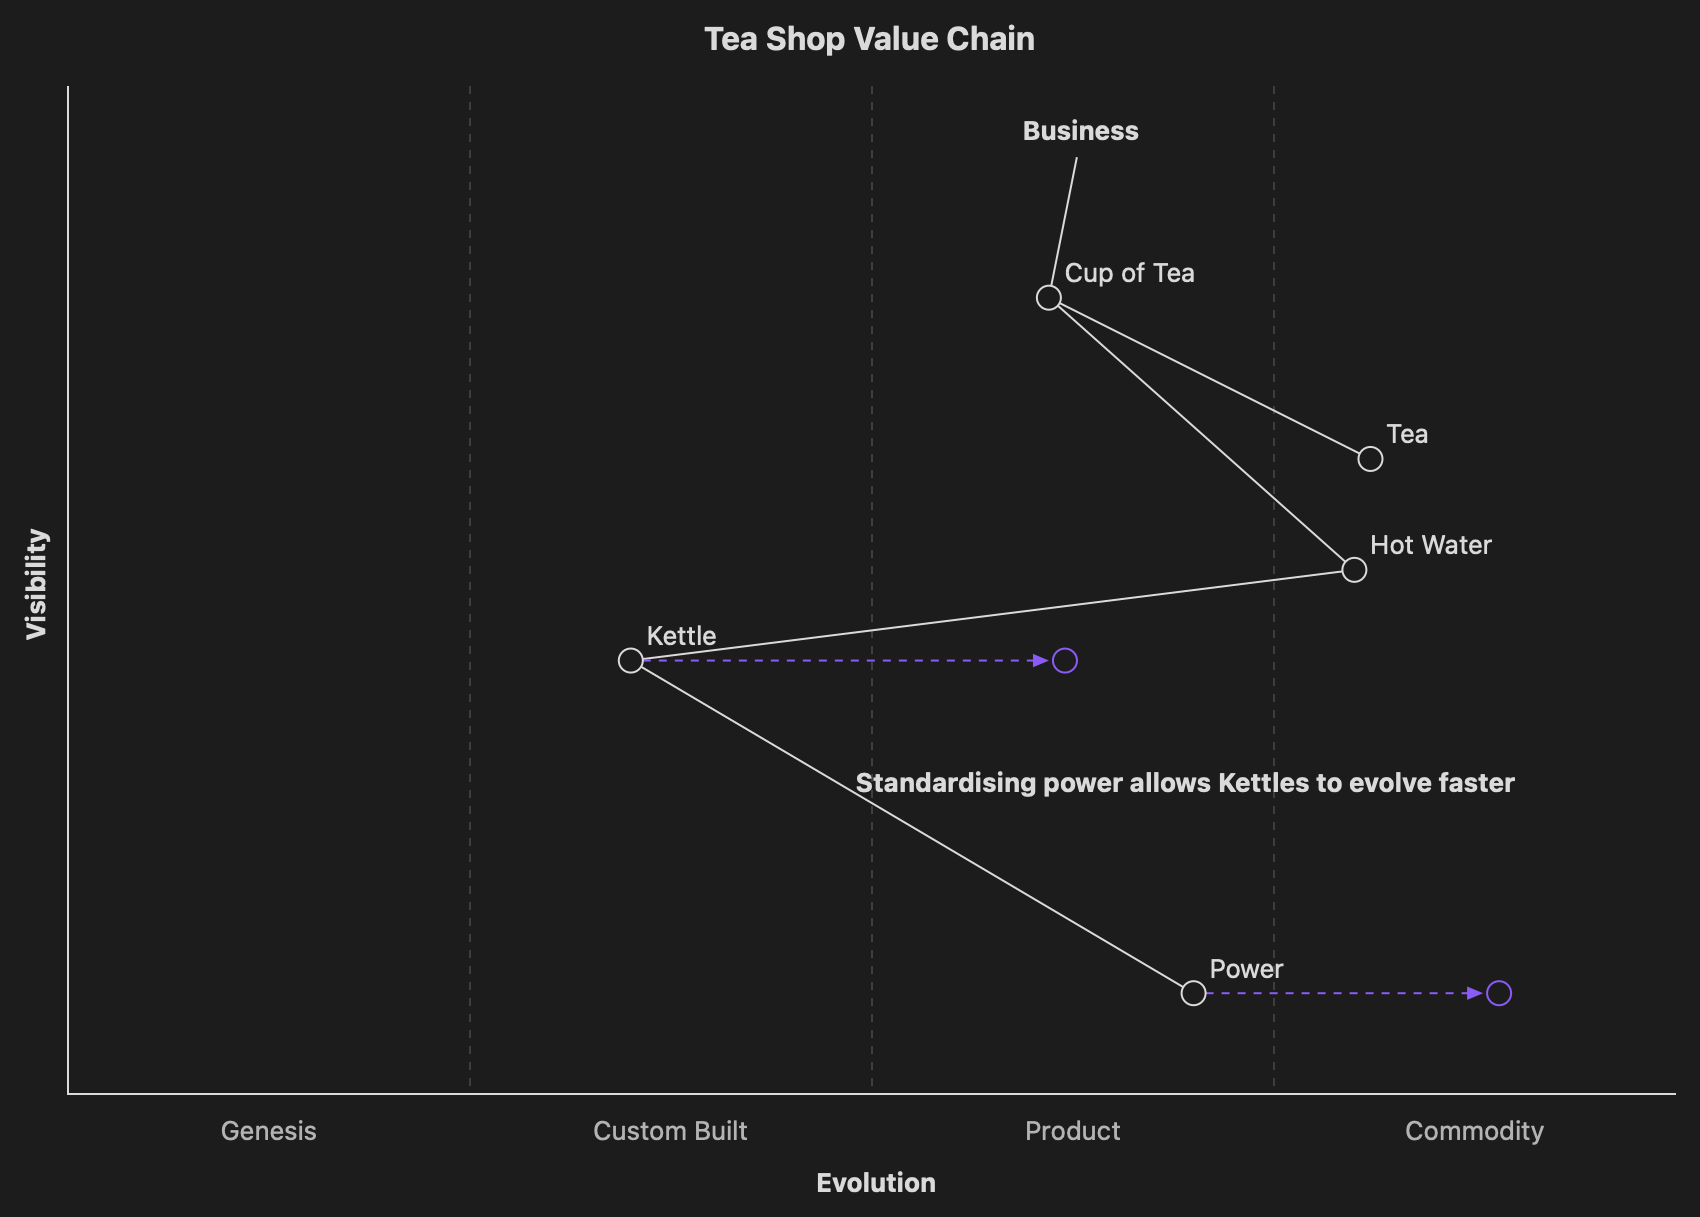 Tea Shop Value Chain
Business
Cup of Tea
Tea
Hot Water
Visibility
Kettle
Standardising power allows Kettles to evolve faster
Power
Genesis
Custom Built
Product
Commodity
Evolution